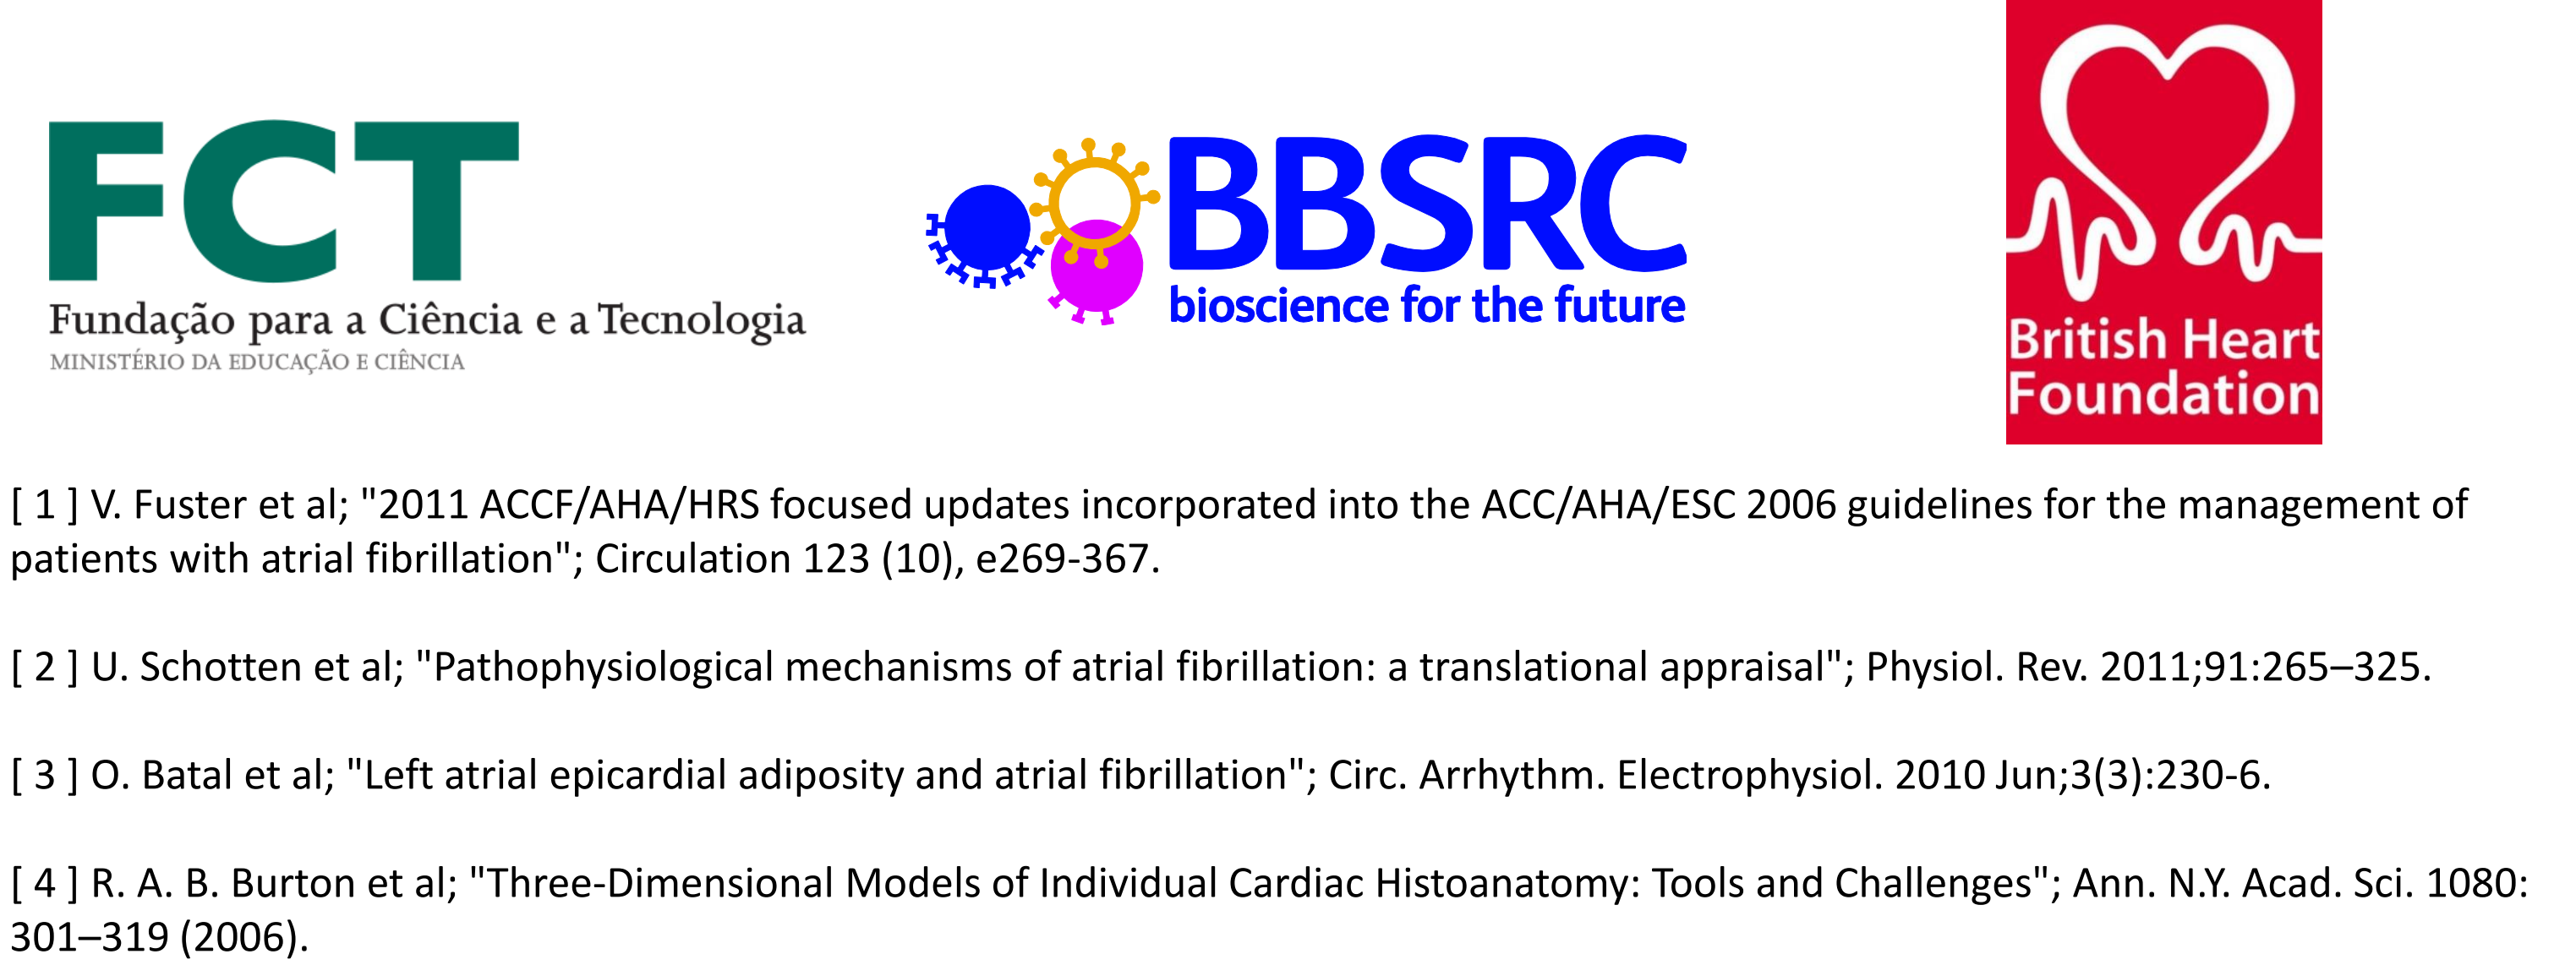 FCT
Fundação para a Ciência e a Tecnologia
MINISTÉRIO DA EDUCAÇÃO E CIÊNCIA
BBSRC
bioscience for the future
British Heart
Foundation
[ 1 ] V. Fuster et al; "2011 ACCF/AHA/HRS focused updates incorporated into the ACC/AHA/ESC 2006 guidelines for the management of
patients with atrial fibrillation"; Circulation 123 (10), e269-367.
[ 2 ] U. Schotten et al; "Pathophysiological mechanisms of atrial fibrillation: a translational appraisal"; Physiol. Rev. 2011;91:265–325.
[ 3 ] O. Batal et al; "Left atrial epicardial adiposity and atrial fibrillation"; Circ. Arrhythm. Electrophysiol. 2010 Jun;3(3):230-6.
[ 4 ] R. A. B. Burton et al; "Three-Dimensional Models of Individual Cardiac Histoanatomy: Tools and Challenges"; Ann. N.Y. Acad. Sci. 1080:
301–319 (2006).